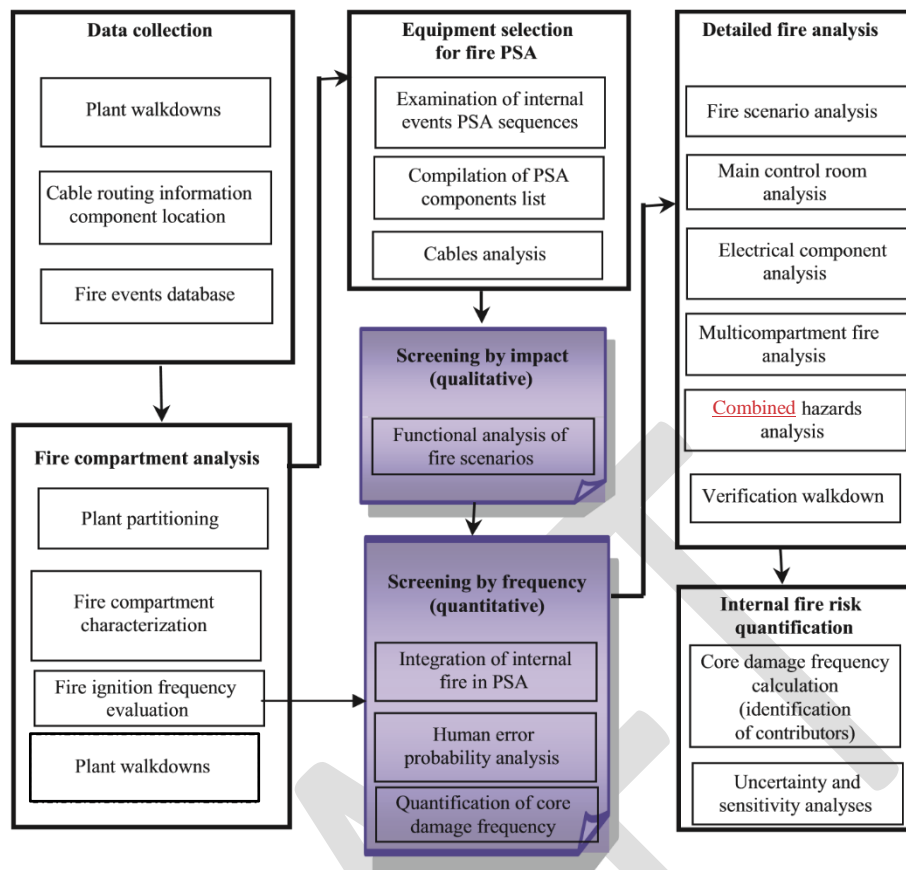 Data collection
Plant walkdowns
Cable routing information
component location
Fire events database
Fire compartment analysis
Plant partitioning
Fire compartment
characterization
Fire ignition frequency
evaluation
Plant walkdowns
Equipment selection
for fire PSA
Examination of internal
events PSA sequences
Compilation of PSA
components list
Cables analysis
Screening by impact
(qualitative)
Functional analysis of
fire scenarios
Screening by frequency
(quantitative)
Integration of internal
fire in PSA
Human error
probability analysis
Quantification of core
damage frequency
Detailed fire analysis
Fire scenario analysis
Main control room
analysis
Electrical component
analysis
Multicompartment fire
analysis
Combined hazards
analysis
Verification walkdown
Internal fire risk
quantification
Core damage frequency
calculation
(identification
of contributors)
Uncertainty and
sensitivity analyses